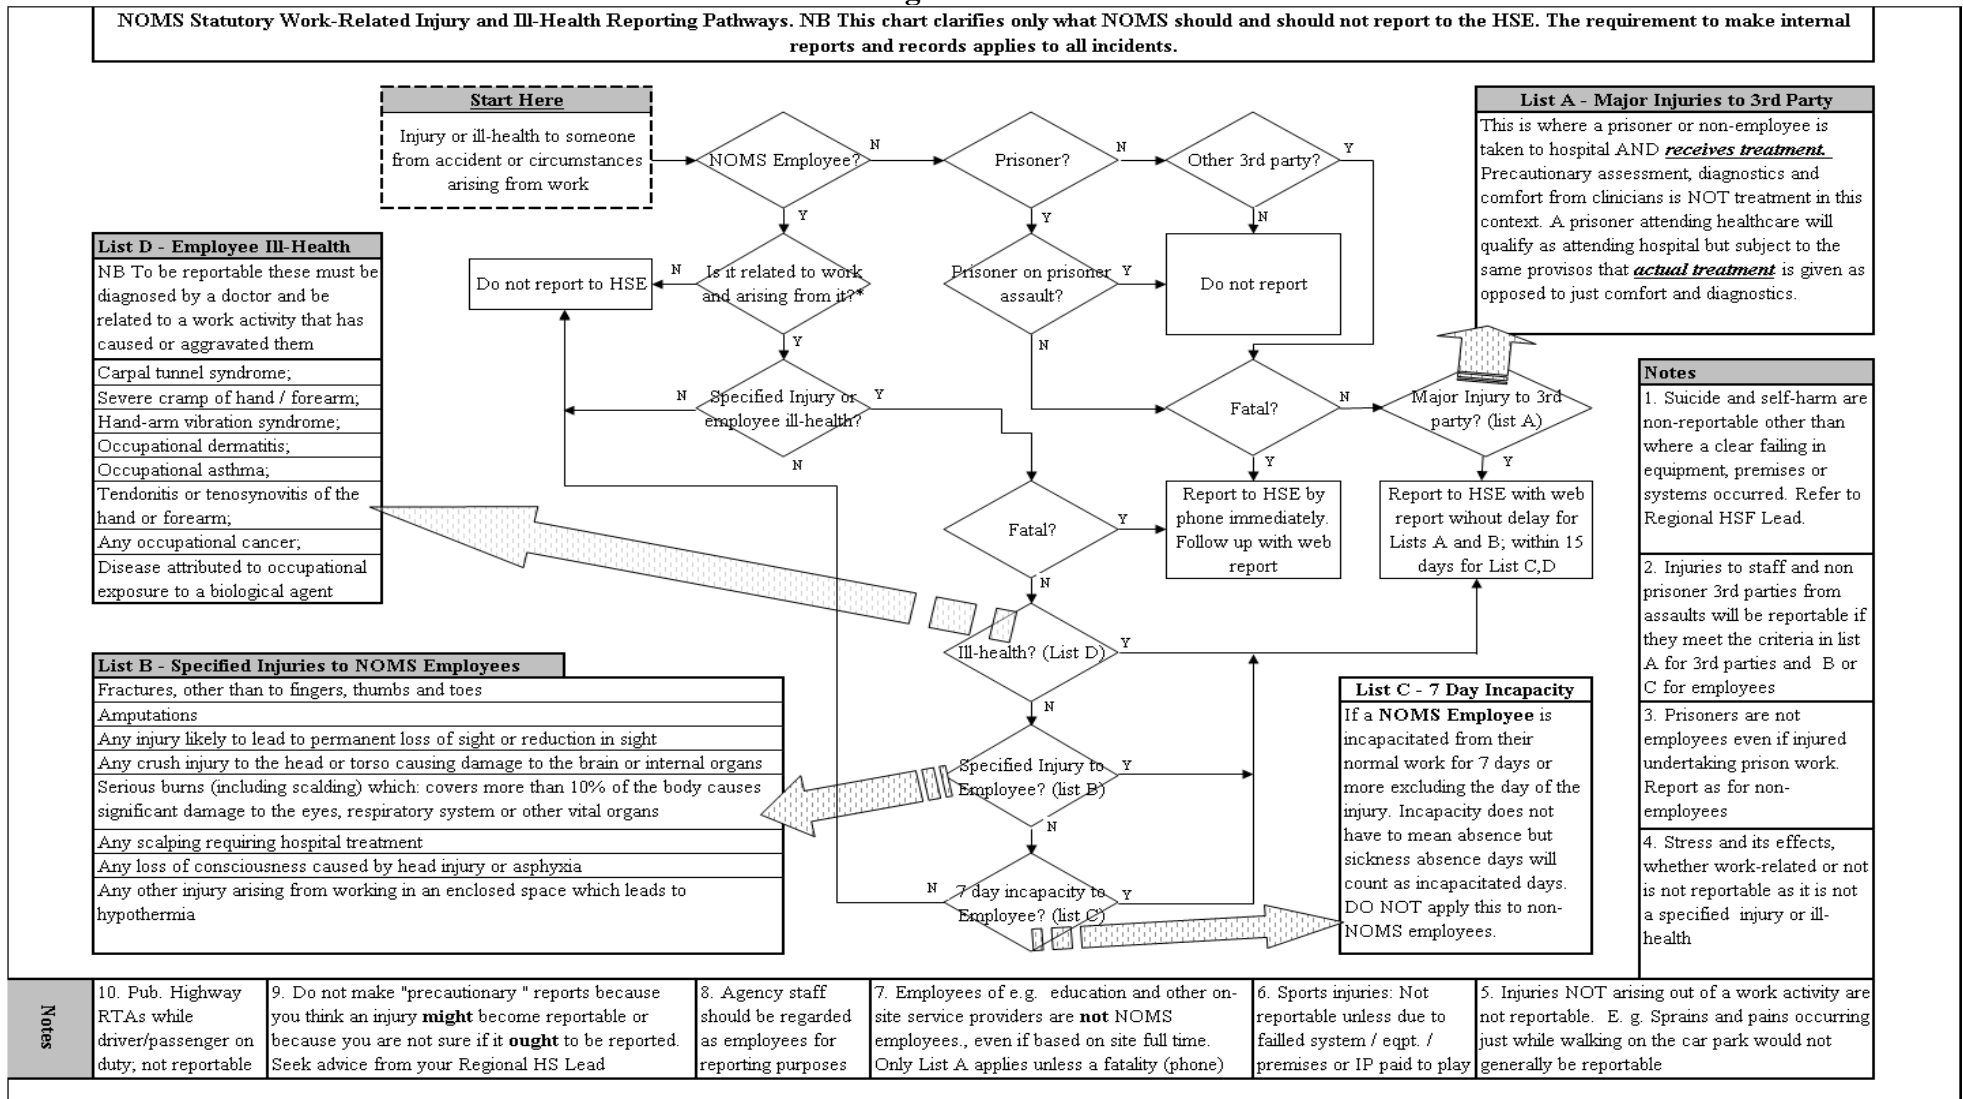 NOMS Statutory Work-Related Injury and Ill-Health Reporting Pathways. NB This chart clarifies only what NOMS should and should not report to the HSE. The requirement to make internal
reports and records applies to all incidents.
Start Here
Injury or ill-health to someone
from accident or circumstances
arising from work
NOMS Employee?
N
Y
Prisoner?
N
Y
Other 3rd party?
Y
N
List A - Major Injuries to 3rd Party
This is where a prisoner or non-employee is
taken to hospital AND receives treatment.
Precautionary assessment, diagnostics and
comfort from clinicians is NOT treatment in this
context. A prisoner attending healthcare will
qualify as attending hospital but subject to the
same provisos that actual treatment is given as
opposed to just comfort and diagnostics.
List D - Employee Ill-Health
NB To be reportable these must be
diagnosed by a doctor and be
related to a work activity that has
caused or aggravated them
Carpal tunnel syndrome;
Severe cramp of hand / forearm;
Hand-arm vibration syndrome;
Occupational dermatitis;
Occupational asthma;
Tendonitis or tenosynovitis of the
hand or forearm;
Any occupational cancer;
Disease attributed to occupational
exposure to a biological agent
Do not report to HSE
N
Is it related to work
and arising from it?*
Y
Prisoner on prisoner
assault?
Y
N
Do not report
N
Specified Injury or
employee ill-health?
Y
N
Fatal?
N
Y
Major Injury to 3rd
party? (list A)
Y
Fatal?
Y
N
Report to HSE by
phone immediately.
Follow up with web
report
Report to HSE with web
report wihout delay for
Lists A and B; within 15
days for List C,D
Ill-health? (List D)
Y
N
Specified Injury to
Employee? (list B)
Y
N
N
7 day incapacity to
Employee? (list C)
Y
List B - Specified Injuries to NOMS Employees
Fractures, other than to fingers, thumbs and toes
Amputations
Any injury likely to lead to permanent loss of sight or reduction in sight
Any crush injury to the head or torso causing damage to the brain or internal organs
Serious burns (including scalding) which: covers more than 10% of the body causes
significant damage to the eyes, respiratory system or other vital organs
Any scalping requiring hospital treatment
Any loss of consciousness caused by head injury or asphyxia
Any other injury arising from working in an enclosed space which leads to
hypothermia
List C - 7 Day Incapacity
If a NOMS Employee is
incapacitated from their
normal work for 7 days or
more excluding the day of the
injury. Incapacity does not
have to mean absence but
sickness absence days will
count as incapacitated days.
DO NOT apply this to non-
NOMS employees.
Notes
1. Suicide and self-harm are
non-reportable other than
where a clear failing in
equipment, premises or
systems occurred. Refer to
Regional HSF Lead.
2. Injuries to staff and non
prisoner 3rd parties from
assaults will be reportable if
they meet the criteria in list
A for 3rd parties and B or
C for employees
3. Prisoners are not
employees even if injured
undertaking prison work.
Report as for non-
employees
4. Stress and its effects,
whether work-related or not
is not reportable as it is not
a specified injury or ill-
health
Notes
10. Pub. Highway
RTAs while
driver/passenger on
duty; not reportable
9. Do not make "precautionary " reports because
you think an injury might become reportable or
because you are not sure if it ought to be reported.
Seek advice from your Regional HS Lead
8. Agency staff
should be regarded
as employees for
reporting purposes
7. Employees of e.g. education and other on-
site service providers are not NOMS
employees., even if based on site full time.
Only List A applies unless a fatality (phone)
6. Sports injuries: Not
reportable unless due to
failled system / eqpt. /
premises or IP paid to play
5. Injuries NOT arising out of a work activity are
not reportable. E. g. Sprains and pains occurring
just while walking on the car park would not
generally be reportable